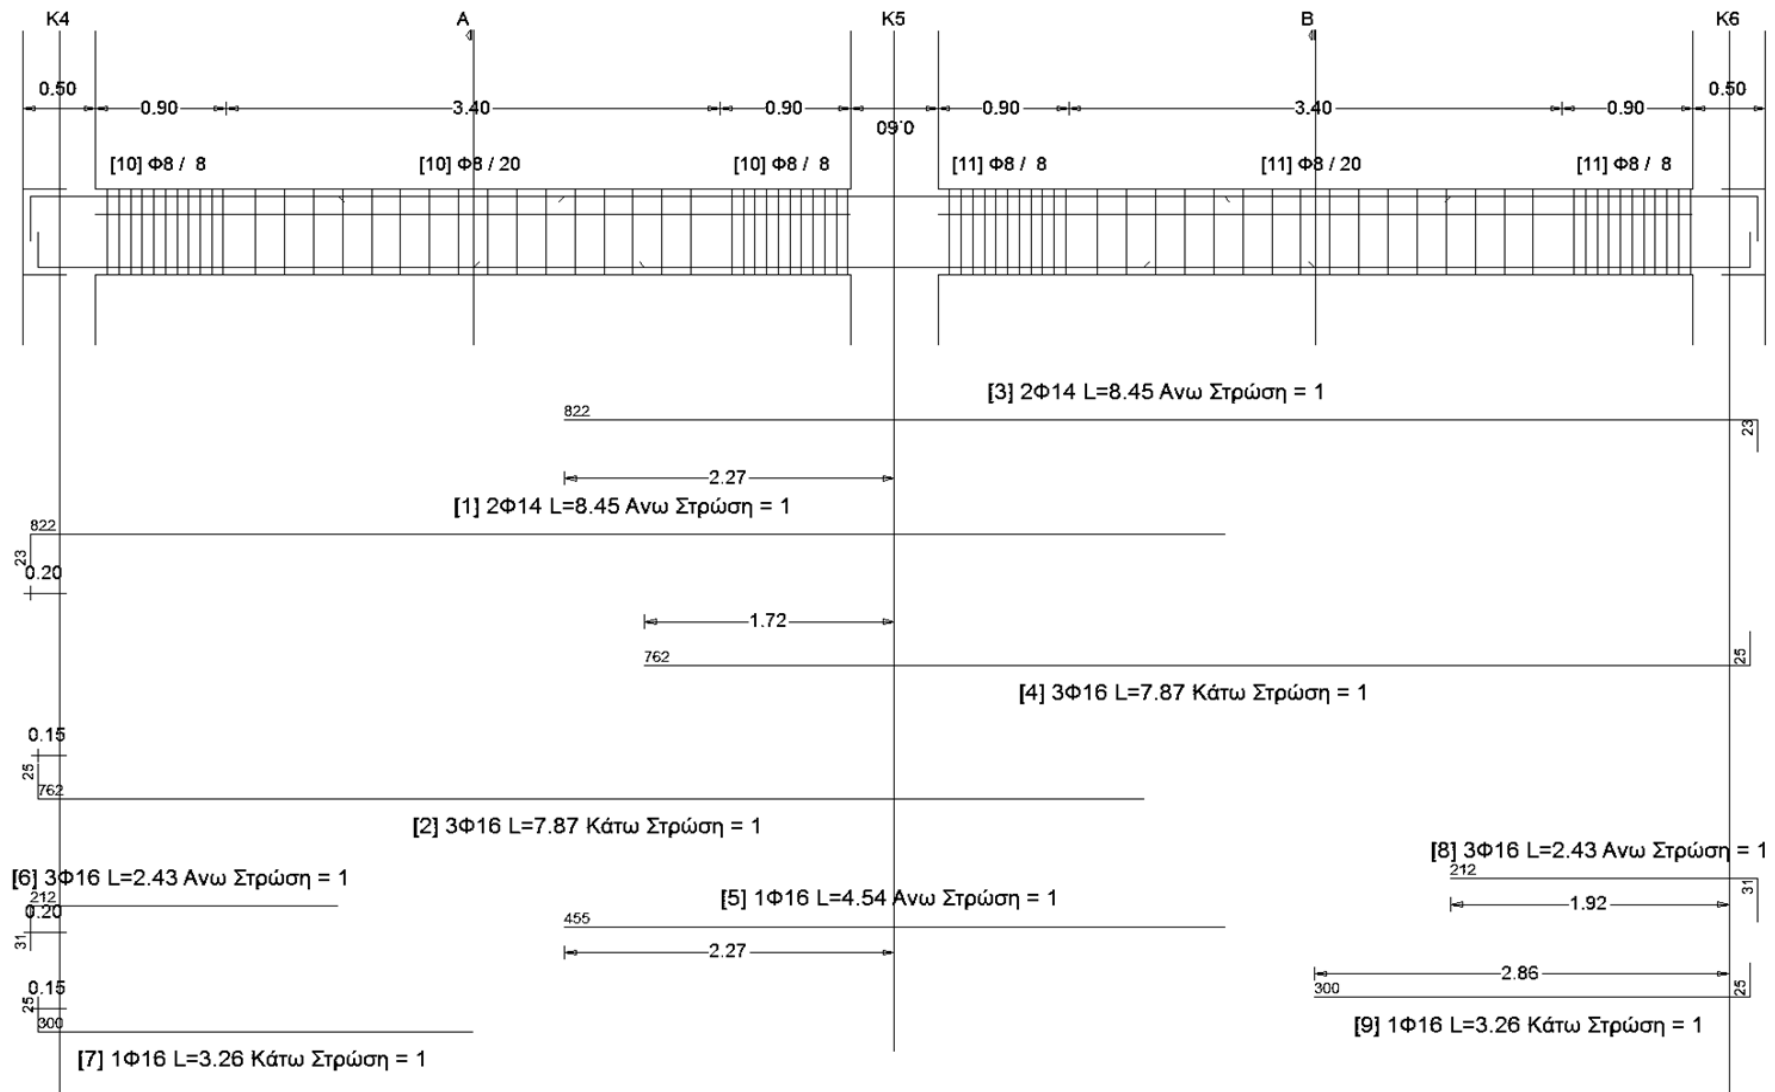 K4
A
K5
B
K6
0.50
0.90
3.40
0.90
0.60
0.90
3.40
0.90
0.50
[10] Φ8 / 8
[10] Φ8 / 20
[10] Φ8 / 8
[11] Φ8 / 8
[11] Φ8 / 20
[11] Φ8 / 8
[3] 2Φ14 L=8.45 Ανω Στρώση = 1
822
23
2.27
[1] 2Φ14 L=8.45 Ανω Στρώση = 1
822
23
0.20
1.72
762
25
[4] 3Φ16 L=7.87 Κάτω Στρώση = 1
0.15
25
762
[2] 3Φ16 L=7.87 Κάτω Στρώση = 1
[8] 3Φ16 L=2.43 Ανω Στρώση = 1
212
31
1.92
[6] 3Φ16 L=2.43 Ανω Στρώση = 1
212
0.20
31
[5] 1Φ16 L=4.54 Ανω Στρώση = 1
455
2.27
2.86
300
25
[9] 1Φ16 L=3.26 Κάτω Στρώση = 1
0.15
25
300
[7] 1Φ16 L=3.26 Κάτω Στρώση = 1